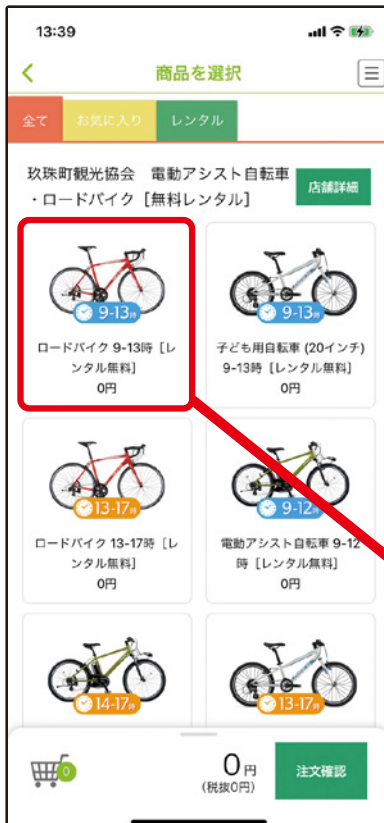 13:39
商品を選択
全て
お気に入り
レンタル
玖珠町観光協会　電動アシスト自転車
・ロードバイク［無料レンタル］
店舗詳細
9-13時
ロードバイク 9-13時［レ
ンタル無料］
0円
9-13時
子ども用自転車 (20インチ)
9-13時［レンタル無料］
0円
13-17時
ロードバイク 13-17時［レ
ンタル無料］
0円
9-12時
電動アシスト自転車 9-12
時［レンタル無料］
0円
14-17時
13-17時
0
0円
(税抜0円)
注文確認